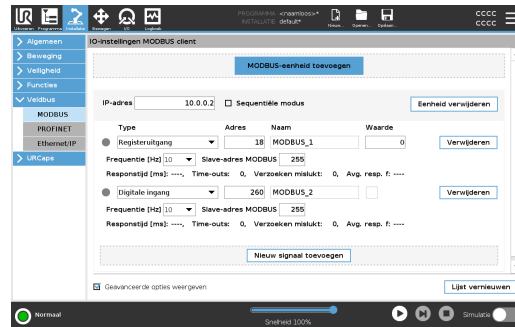 UR
PROGRAMMA <naamloos>*
INSTALLATIE default*
CCCC
CCCC
Uitvoeren Programma Installatie Bewegen I/O Logboek Nieuw... Openen... Opslaan...
Algemeen
Beweging
Veiligheid
Functies
Veldbus
MODBUS
PROFINET
Ethernet/IP
URCaps
IO-instellingen MODBUS client
MODBUS-eenheid toevoegen
IP-adres 10.0.0.2 Sequentiële modus Eenheid verwijderen
Type Adres Naam Waarde
Registeruitgang 18 MODBUS_1 0 Verwijderen
Frequentie [Hz] 10 Slave-adres MODBUS 255
Responstijd [ms]: ----, Time-outs: 0, Verzoeken mislukt: 0, Avg. resp. f: ----
Digitale ingang 260 MODBUS_2 Verwijderen
Frequentie [Hz] 10 Slave-adres MODBUS 255
Responstijd [ms]: ----, Time-outs: 0, Verzoeken mislukt: 0, Avg. resp. f: ----
Nieuw signaal toevoegen
Geavanceerde opties weergeven Lijst vernieuwen
Normaal
Snelheid 100%
Simulatie